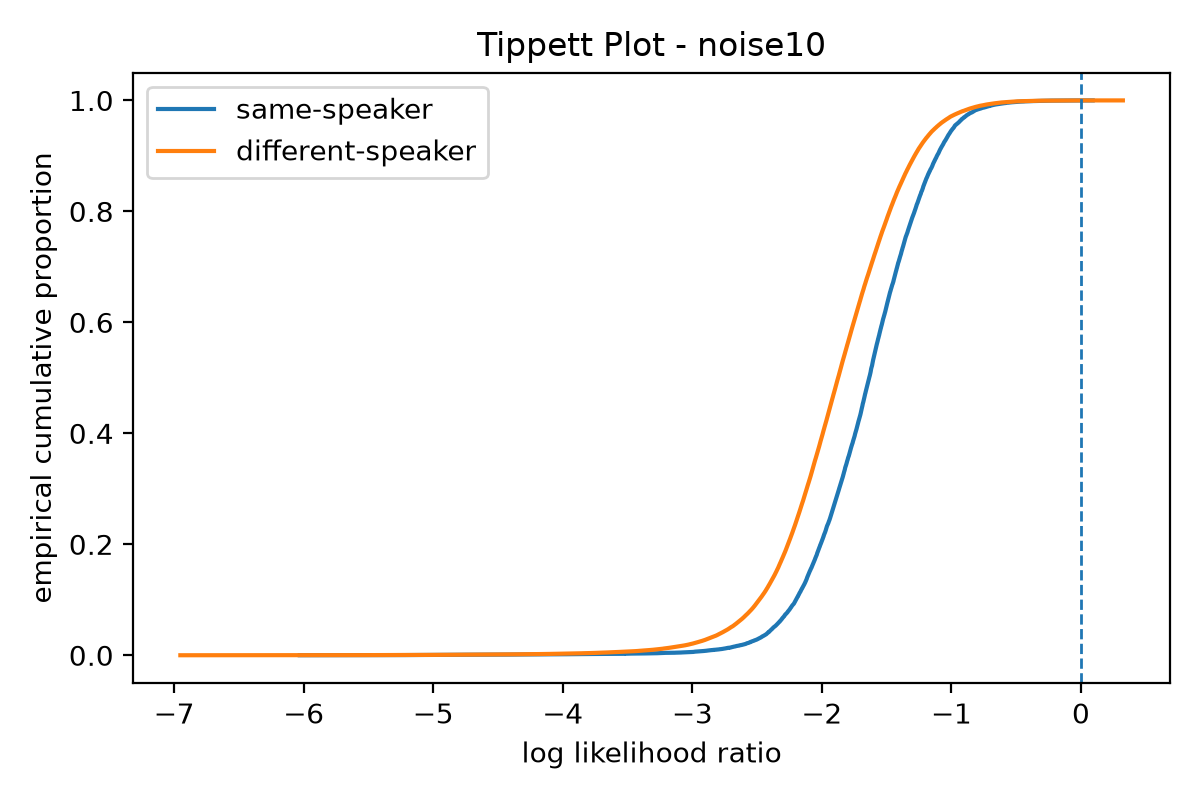 Tippett Plot - noise10
same-speaker
different-speaker
1.0
0.8
0.6
0.4
0.2
0.0
empirical cumulative proportion
−7 −6 −5 −4 −3 −2 −1 0
log likelihood ratio